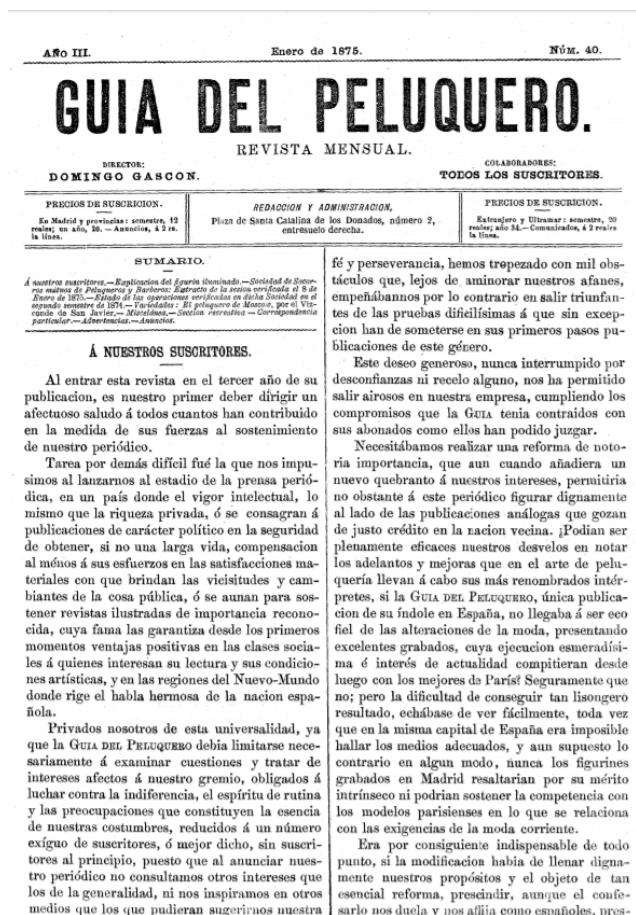 AÑO III.
Enero de 1875.
NÚM. 40.
GUIA DEL PELUQUERO.
REVISTA MENSUAL.
DIRECTOR:
DOMINGO GASCON.
COLABORADORES:
TODOS LOS SUSCRITORES.
PRECIOS DE SUSCRICION.
En Madrid y provincias: semestre, 12
reales; un año, 20.—Anuncios, á 2 rs.
la línea.
REDACCION Y ADMINISTRACION,
Plaza de Santa Catalina de los Donados, número 2,
entresuelo derecha.
PRECIOS DE SUSCRICION.
Extranjero y Ultramar: semestre, 20
reales; año 34.—Comunicados, á 2 reales
la línea.
SUMARIO.
Á nuestros suscritores.—Explicacion del figurin iluminado.—Sociedad de Socor-
ros mútuos de Peluqueros y Barberos: Extracto de la sesion verificada el 8 de
Enero de 1875.—Estado de las operaciones verificadas en dicha Sociedad en el
segundo semestre de 1874.—Variedades: El peluquero de Moscow, por el Viz-
conde de San Javier.—Miscelánea.—Seccion recreativa—Correspondencia
particular.—Advertencias.—Anuncios.
Á NUESTROS SUSCRITORES.
Al entrar esta revista en el tercer año de su
publicacion, es nuestro primer deber dirigir un
afectuoso saludo á todos cuantos han contribuido
en la medida de sus fuerzas al sostenimiento
de nuestro periódico.
Tarea por demás difícil fué la que nos impu-
simos al lanzarnos al estadio de la prensa perió-
dica, en un país donde el vigor intelectual, lo
mismo que la riqueza privada, ó se consagran á
publicaciones de carácter político en la seguridad
de obtener, si no una larga vida, compensacion
al ménos á sus esfuerzos en las satisfacciones ma-
teriales con que brindan las vicisitudes y cam-
biantes de la cosa pública, ó se aunan para sos-
tener revistas ilustradas de importancia recono-
cida, cuya fama las garantiza desde los primeros
momentos ventajas positivas en las clases socia-
les á quienes interesan su lectura y sus condicio-
nes artísticas, y en las regiones del Nuevo-Mundo
donde rige el habla hermosa de la nacion espa-
ñola.
Privados nosotros de esta universalidad, ya
que la GUIA DEL PELUQUERO debia limitarse nece-
sariamente á examinar cuestiones y tratar de
intereses afectos á nuestro gremio, obligados á
luchar contra la indiferencia, el espíritu de rutina
y las preocupaciones que constituyen la esencia
de nuestras costumbres, reducidos á un número
exíguo de suscritores, ó mejor dicho, sin suscri-
tores al principio, puesto que al anunciar nues-
tro periódico no consultamos otros intereses que
los de la generalidad, ni nos inspiramos en otros
medios que los que pudieran sugerirnos nuestra
fé y perseverancia, hemos tropezado con mil obs-
táculos que, lejos de aminorar nuestros afanes,
empeñábannos por lo contrario en salir triunfan-
tes de las pruebas dificilísimas á que sin excep-
cion han de someterse en sus primeros pasos pu-
blicaciones de este género.
Este deseo generoso, nunca interrumpido por
desconfianzas ni recelo alguno, nos ha permitido
salir airosos en nuestra empresa, cumpliendo los
compromisos que la GUIA tenia contraidos con
sus abonados como ellos han podido juzgar.
Necesitábamos realizar una reforma de noto-
ria importancia, que aun cuando añadiera un
nuevo quebranto á nuestros intereses, permitiria
no obstante á este periódico figurar dignamente
al lado de las publicaciones análogas que gozan
de justo crédito en la nacion vecina. ¿Podian ser
plenamente eficaces nuestros desvelos en notar
los adelantos y mejoras que en el arte de pelu-
quería llevan á cabo sus más renombrados intér-
pretes, si la GUIA DEL PELUQUERO, única publica-
cion de su índole en España, no llegaba á ser eco
fiel de las alteraciones de la moda, presentando
excelentes grabados, cuya ejecucion esmeradísi-
ma é interés de actualidad compitieran desde
luego con los mejores de París? Seguramente que
no; pero la dificultad de conseguir tan lisongero
resultado, echábase de ver fácilmente, toda vez
que en la misma capital de España era imposible
hallar los medios adecuados, y aun supuesto lo
contrario en algun modo, nunca los figurines
grabados en Madrid resaltarian por su mérito
intrínseco ni podrian sostener la competencia con
los modelos parisienses en lo que se relaciona
con las exigencias de la moda corriente.
Era por consiguiente indispensable de todo
punto, si la modificacion habia de llenar digna-
mente nuestros propósitos y el objeto de tan
esencial reforma, prescindir, aunque el confe-
sarlo nos duela y nos aflija como españoles, pres-